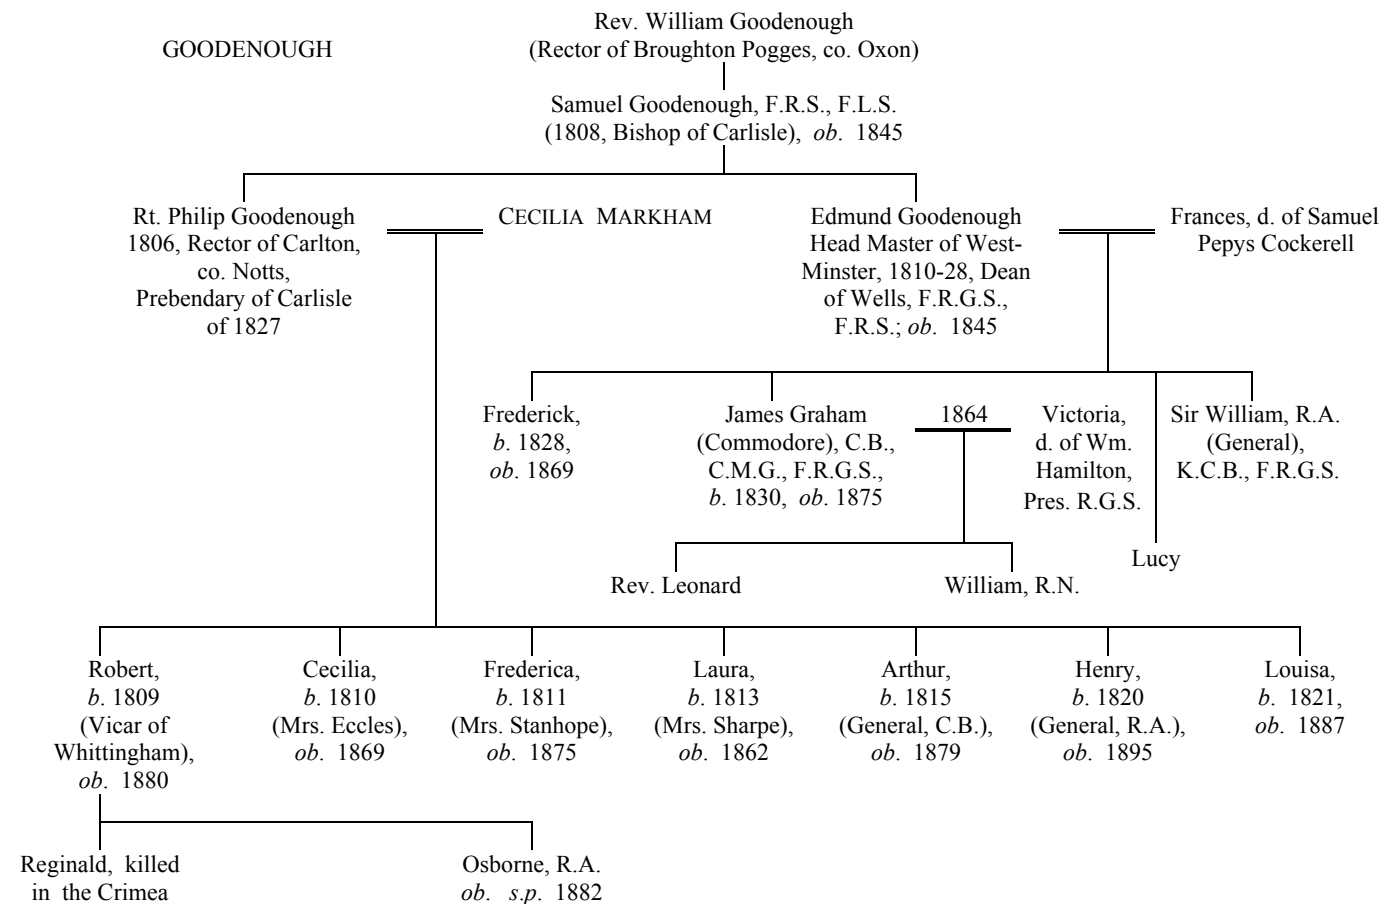 GOODENOUGH
Rev. William Goodenough
(Rector of Broughton Pogges, co. Oxon)
Samuel Goodenough, F.R.S., F.L.S.
(1808, Bishop of Carlisle), ob. 1845
Rt. Philip Goodenough
1806, Rector of Carlton,
co. Notts,
Prebendary of Carlisle
of 1827
CECILIA MARKHAM
Edmund Goodenough
Head Master of West-
Minster, 1810-28, Dean
of Wells, F.R.G.S.,
F.R.S.; ob. 1845
Frances, d. of Samuel
Pepys Cockerell
Frederick,
b. 1828,
ob. 1869
James Graham
(Commodore), C.B.,
C.M.G., F.R.G.S.,
b. 1830, ob. 1875
1864
Victoria,
d. of Wm.
Hamilton,
Pres. R.G.S.
Sir William, R.A.
(General),
K.C.B., F.R.G.S.
Lucy
Rev. Leonard
William, R.N.
Robert,
b. 1809
(Vicar of
Whittingham),
ob. 1880
Cecilia,
b. 1810
(Mrs. Eccles),
ob. 1869
Frederica,
b. 1811
(Mrs. Stanhope),
ob. 1875
Laura,
b. 1813
(Mrs. Sharpe),
ob. 1862
Arthur,
b. 1815
(General, C.B.),
ob. 1879
Henry,
b. 1820
(General, R.A.),
ob. 1895
Louisa,
b. 1821,
ob. 1887
Reginald, killed
in the Crimea
Osborne, R.A.
ob. s.p. 1882